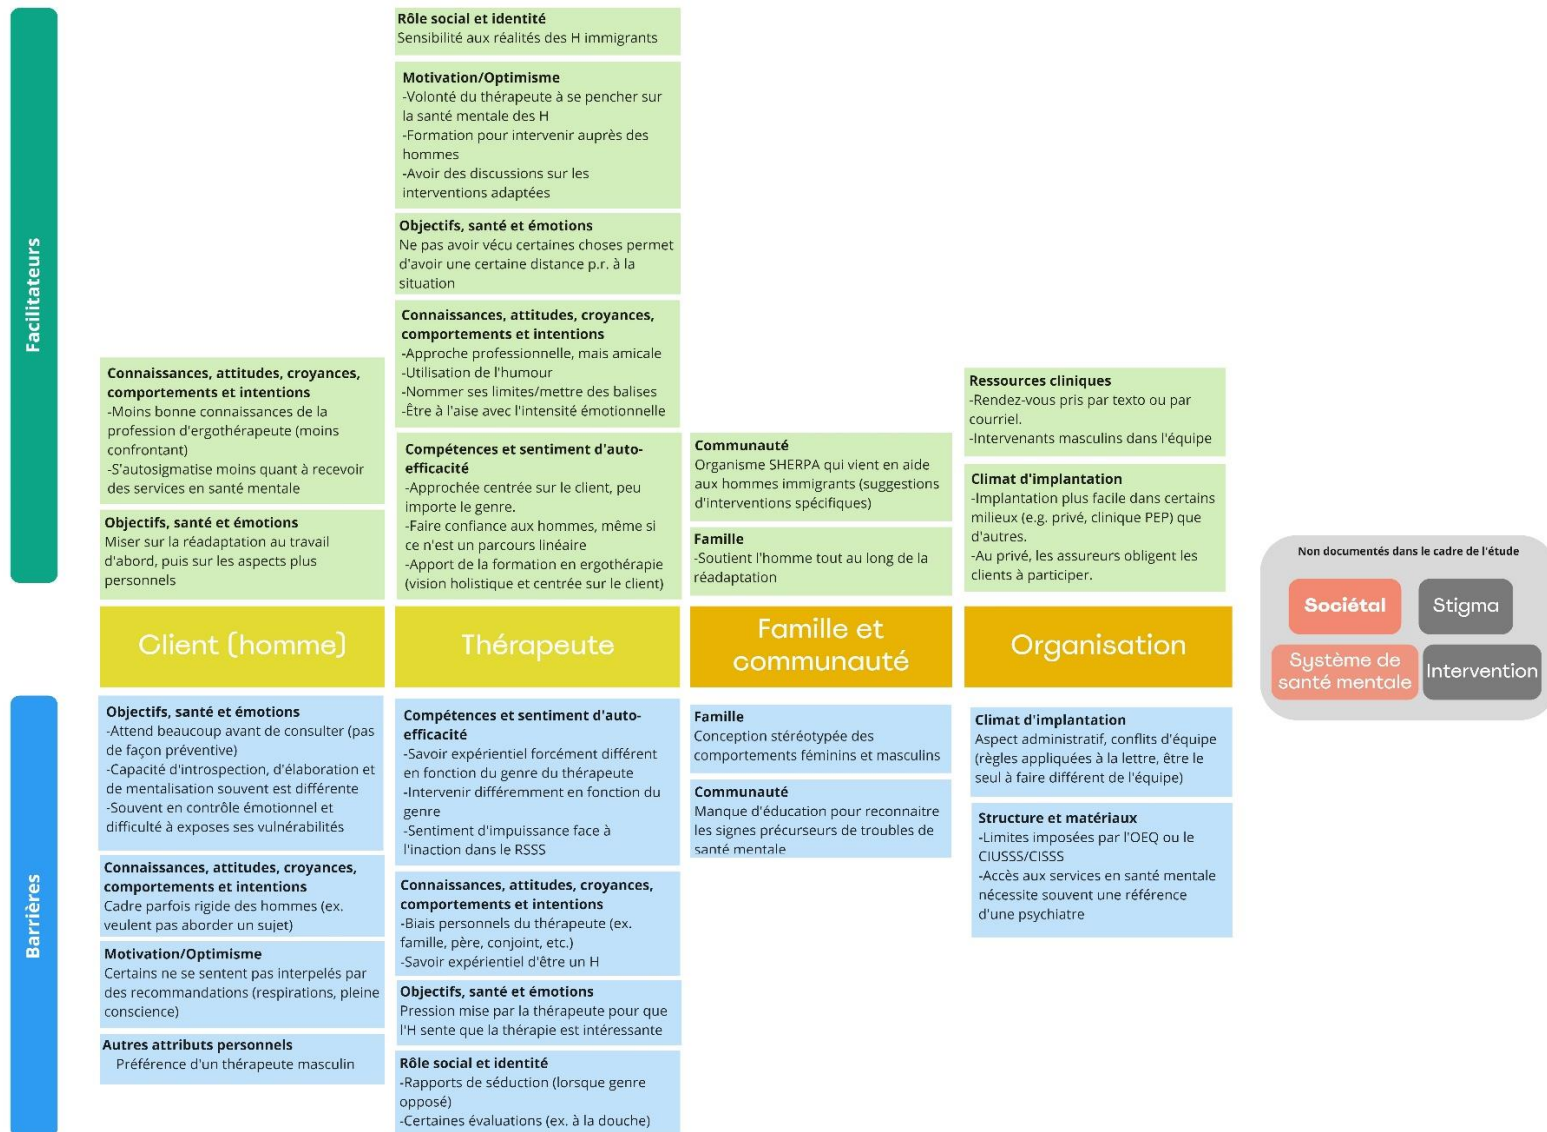 Facilitateurs
Connaissances, attitudes, croyances,
comportements et intentions
-Moins bonne connaissances de la
profession d'ergothérapeute (moins
confrontant)
-S'autosigmatise moins quant à recevoir
des services en santé mentale
Objectifs, santé et émotions
Miser sur la réadaptation au travail
d'abord, puis sur les aspects plus
personnels
Rôle social et identité
Sensibilité aux réalités des H immigrants
Motivation/Optimisme
-Volonté du thérapeute à se pencher sur
la santé mentale des H
-Formation pour intervenir auprès des
hommes
-Avoir des discussions sur les
interventions adaptées
Objectifs, santé et émotions
Ne pas avoir vécu certaines choses permet
d'avoir une certaine distance p.r. à la
situation
Connaissances, attitudes, croyances,
comportements et intentions
-Approche professionnelle, mais amicale
-Utilisation de l'humour
-Nommer ses limites/mettre des balises
-Être à l'aise avec l'intensité émotionnelle
Compétences et sentiment d'auto-
efficacité
-Approchée centrée sur le client, peu
importe le genre.
-Faire confiance aux hommes, même si
ce n'est un parcours linéaire
-Apport de la formation en ergothérapie
(vision holistique et centrée sur le client)
Communauté
Organisme SHERPA qui vient en aide
aux hommes immigrants (suggestions
d'interventions spécifiques)
Famille
-Soutient l'homme tout au long de la
réadaptation
Ressources cliniques
-Rendez-vous pris par texto ou par
courriel.
-Intervenants masculins dans l'équipe
Climat d'implantation
-Implantation plus facile dans certains
milieux (e.g. privé, clinique PEP) que
d'autres.
-Au privé, les assureurs obligent les
clients à participer.
Client (homme)
Thérapeute
Famille et
communauté
Organisation
Non documentés dans le cadre de l'étude
Sociétal
Stigma
Système de
santé mentale
Intervention
Barrières
Objectifs, santé et émotions
-Attend beaucoup avant de consulter (pas
de façon préventive)
-Capacité d'introspection, d'élaboration et
de mentalisation souvent est différente
-Souvent en contrôle émotionnel et
difficulté à exposes ses vulnérabilités
Connaissances, attitudes, croyances,
comportements et intentions
Cadre parfois rigide des hommes (ex.
veulent pas aborder un sujet)
Motivation/Optimisme
Certains ne se sentent pas interpelés par
des recommandations (respirations, pleine
conscience)
Autres attributs personnels
Préférence d'un thérapeute masculin
Compétences et sentiment d'auto-
efficacité
-Savoir expérientiel forcément différent
en fonction du genre du thérapeute
-Intervenir différemment en fonction du
genre
-Sentiment d'impuissance face à
l'inaction dans le RSSS
Connaissances, attitudes, croyances,
comportements et intentions
-Biais personnels du thérapeute (ex.
famille, père, conjoint, etc.)
-Savoir expérientiel d'être un H
Objectifs, santé et émotions
Pression mise par la thérapeute pour que
l'H sente que la thérapie est intéressante
Rôle social et identité
-Rapports de séduction (lorsque genre
opposé)
-Certaines évaluations (ex. à la douche)
Famille
Conception stéréotypée des
comportements féminins et masculins
Communauté
Manque d'éducation pour reconnaitre
les signes précurseurs de troubles de
santé mentale
Climat d'implantation
Aspect administratif, conflits d'équipe
(règles appliquées à la lettre, être le
seul à faire différent de l'équipe)
Structure et matériaux
-Limites imposées par l'OEQ ou le
CIUSSS/CISSS
-Accès aux services en santé mentale
nécessite souvent une référence
d'une psychiatre